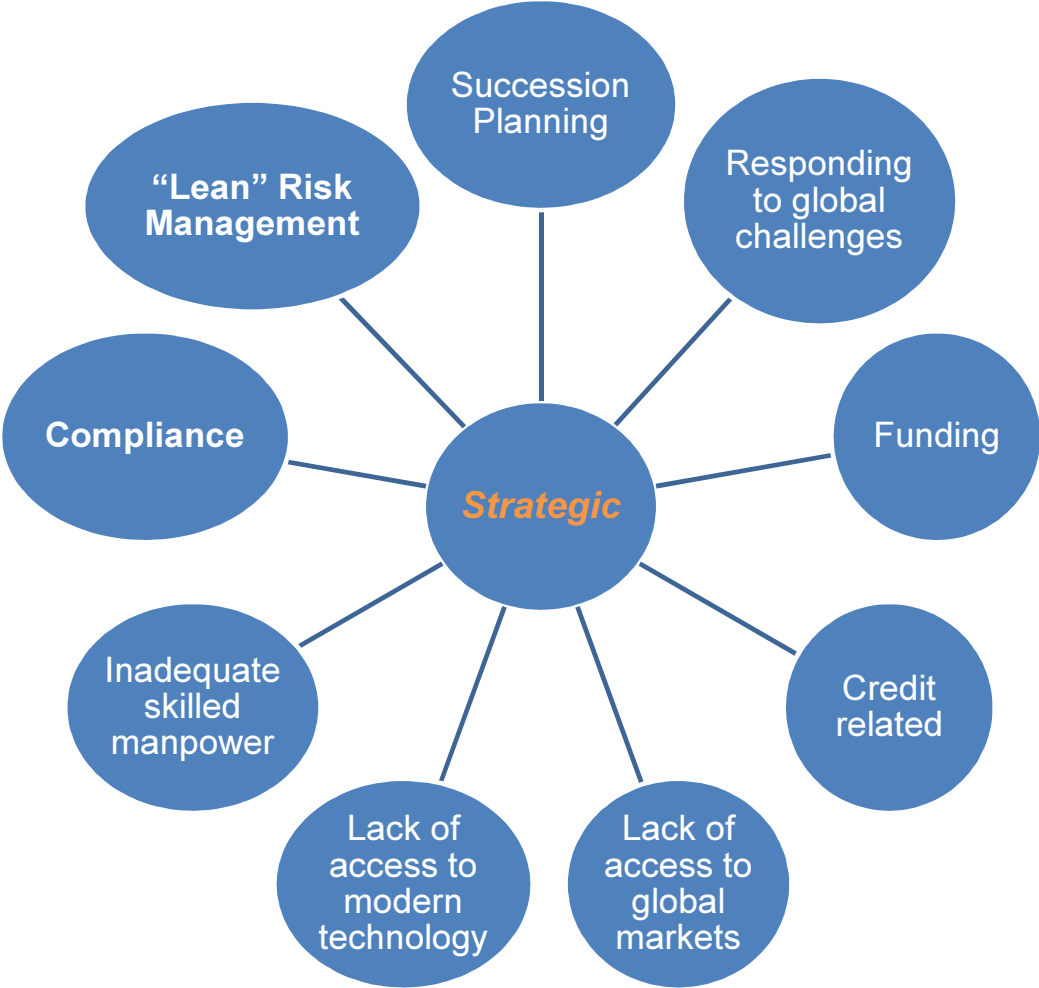 Succession
Planning
Responding
to global
challenges
Funding
Credit
related
Lack of
access to
global
markets
Lack of
access to
modern
technology
Inadequate
skilled
manpower
Compliance
“Lean” Risk
Management
Strategic